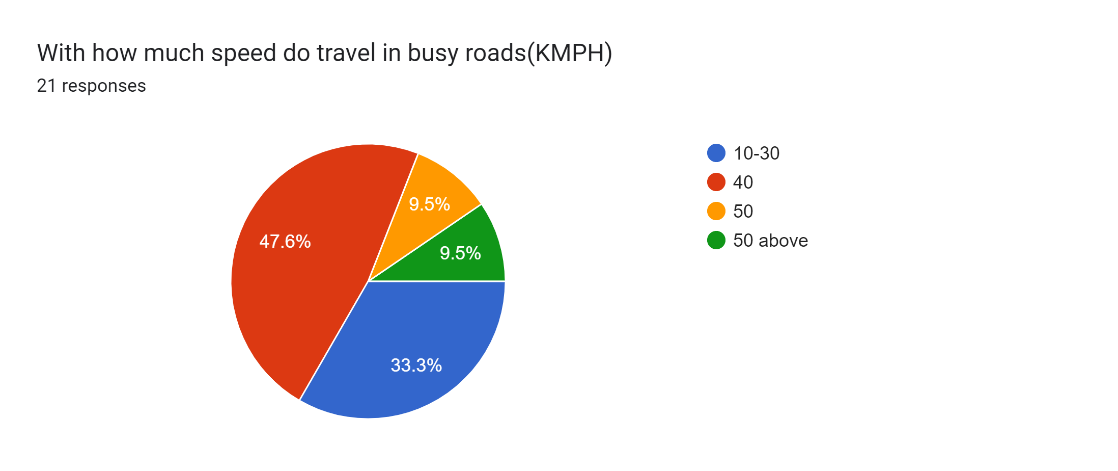 With how much speed do travel in busy roads(KMPH)
21 responses
10-30
40
50
50 above
9.5%
47.6%
9.5%
33.3%